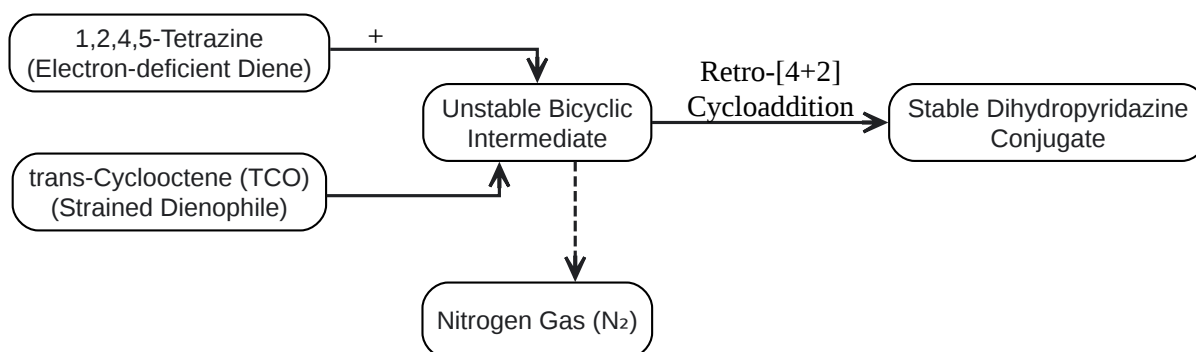 1,2,4,5-Tetrazine
(Electron-deficient Diene)
+
Unstable Bicyclic
Intermediate
Retro-[4+2]
Cycloaddition
Stable Dihydropyridazine
Conjugate
trans-Cyclooctene (TCO)
(Strained Dienophile)
Nitrogen Gas (N₂)